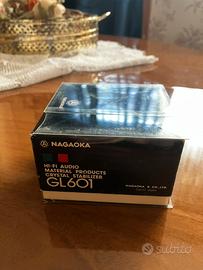 NAGAOKA
HI-FI AUDIO
MATERIAL PRODUCTS
CRYSTAL STABILIZER
GL601
NAGAOKA & CO., LTD.
subito